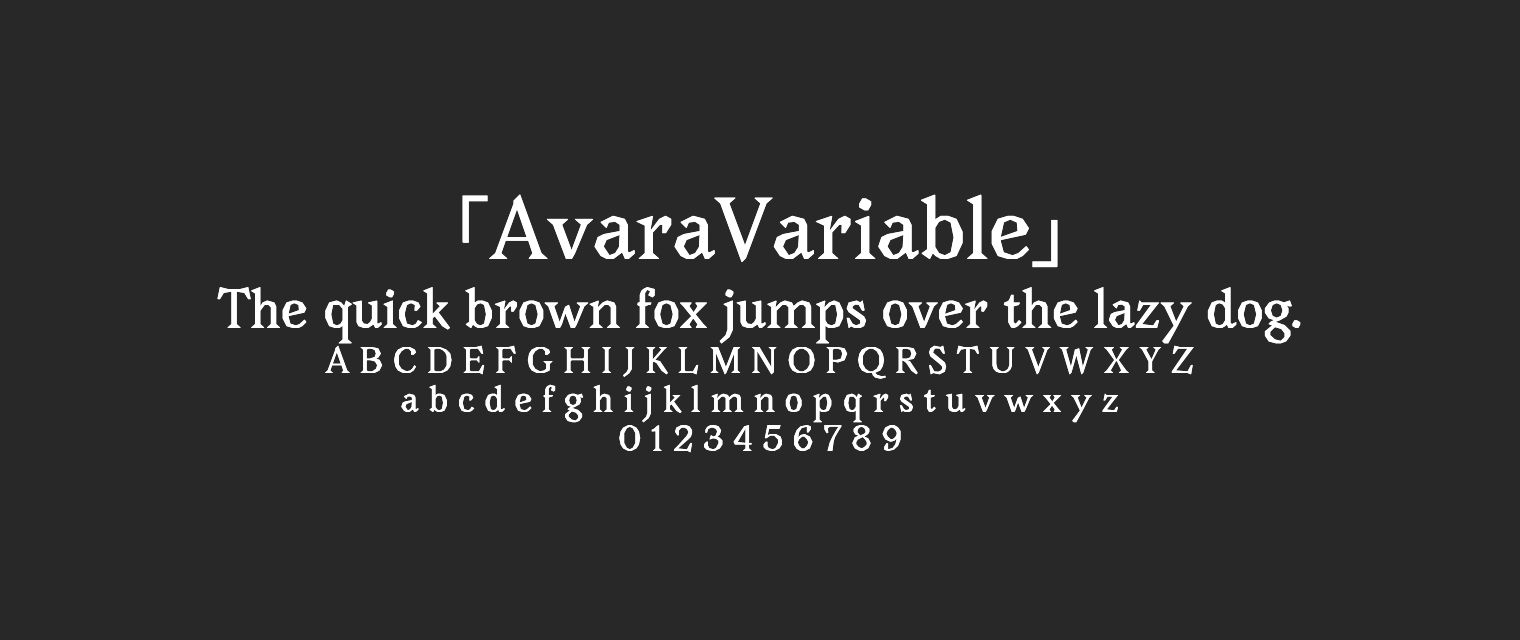 「AvaraVariable」
The quick brown fox jumps over the lazy dog.
A B C D E F G H I J K L M N O P Q R S T U V W X Y Z
a b c d e f g h i j k l m n o p q r s t u v w x y z
0 1 2 3 4 5 6 7 8 9